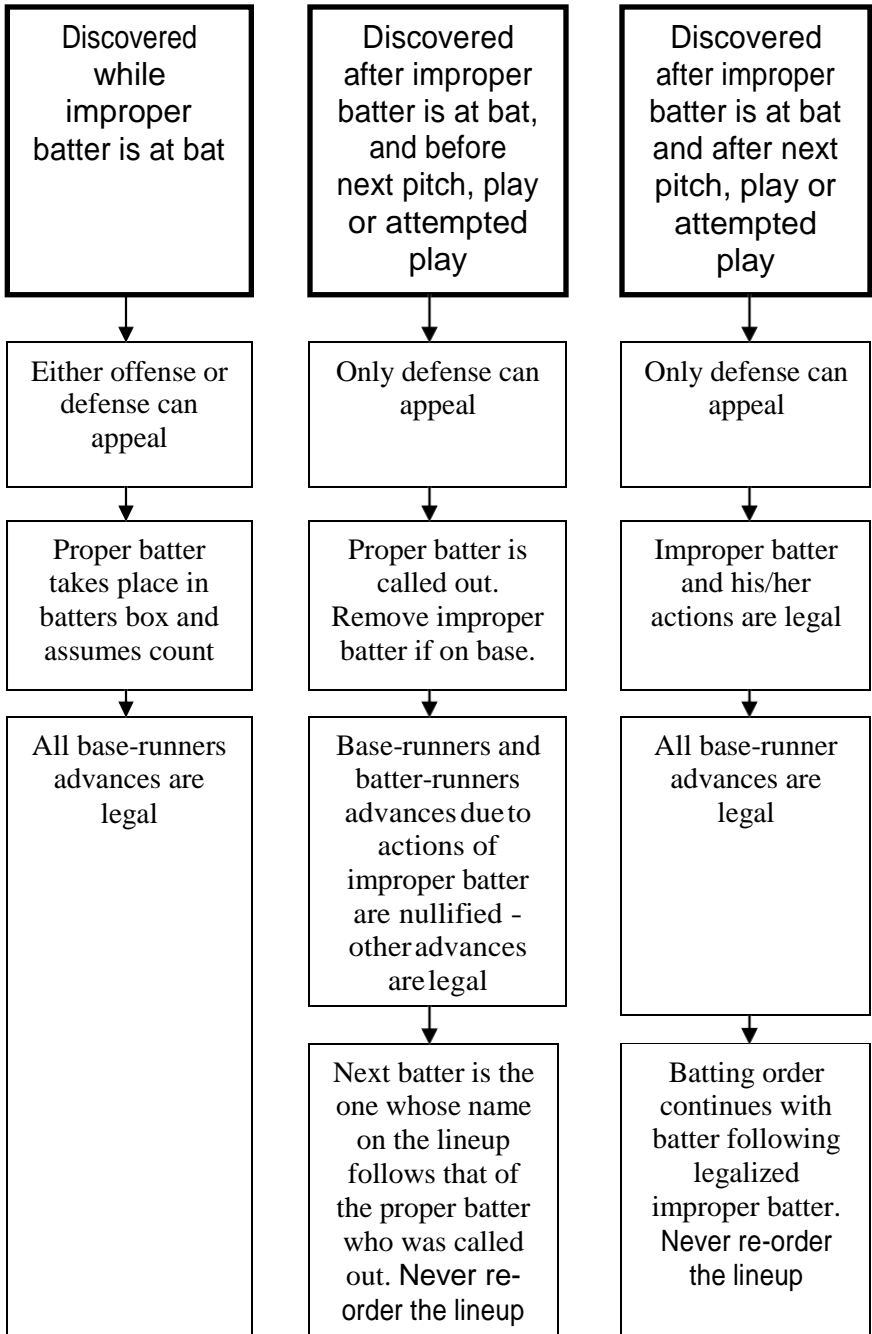 Discovered
while
improper
batter is at bat
Either offense or
defense can
appeal
Proper batter
takes place in
batters box and
assumes count
All base-runners
advances are
legal
Discovered
after improper
batter is at bat,
and before
next pitch, play
or attempted
play
Only defense can
appeal
Proper batter is
called out.
Remove improper
batter if on base.
Base-runners and
batter-runners
advances due to
actions of
improper batter
are nullified -
other advances
are legal
Next batter is the
one whose name
on the lineup
follows that of
the proper batter
who was called
out. Never re-
order the lineup
Discovered
after improper
batter is at bat
and after next
pitch, play or
attempted
play
Only defense can
appeal
Improper batter
and his/her
actions are legal
All base-runner
advances are
legal
Batting order
continues with
batter following
legalized
improper batter.
Never re-order
the lineup